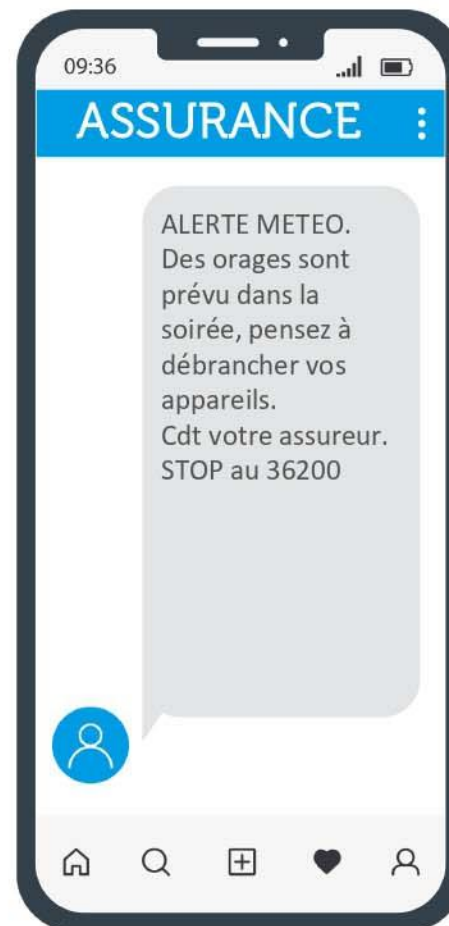 09:36
ASSURANCE
ALERTE METEO.
Des orages sont
prévu dans la
soirée, pensez à
débrancher vos
appareils.
Cdt votre assureur.
STOP au 36200